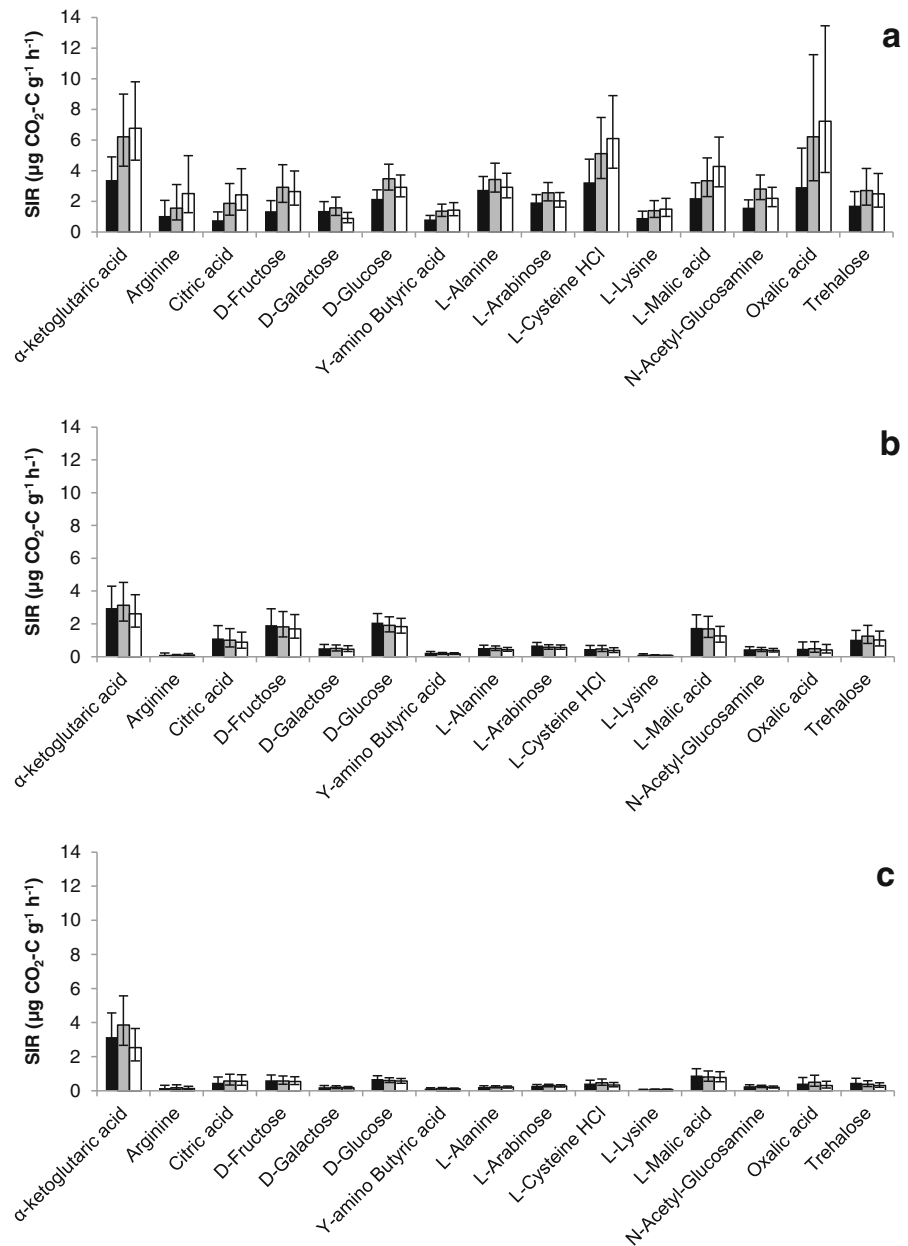 a
SIR (µg CO₂-C g⁻¹ h⁻¹)
14
12
10
8
6
4
2
0
α-ketoglutaric acid
Arginine
Citric acid
D-Fructose
D-Galactose
D-Glucose
Y-amino Butyric acid
L-Alanine
L-Arabinose
L-Cysteine HCl
L-Lysine
L-Malic acid
N-Acetyl-Glucosamine
Oxalic acid
Trehalose
b
SIR (µg CO₂-C g⁻¹ h⁻¹)
14
12
10
8
6
4
2
0
α-ketoglutaric acid
Arginine
Citric acid
D-Fructose
D-Galactose
D-Glucose
Y-amino Butyric acid
L-Alanine
L-Arabinose
L-Cysteine HCl
L-Lysine
L-Malic acid
N-Acetyl-Glucosamine
Oxalic acid
Trehalose
c
SIR (µg CO₂-C g⁻¹ h⁻¹)
14
12
10
8
6
4
2
0
α-ketoglutaric acid
Arginine
Citric acid
D-Fructose
D-Galactose
D-Glucose
Y-amino Butyric acid
L-Alanine
L-Arabinose
L-Cysteine HCl
L-Lysine
L-Malic acid
N-Acetyl-Glucosamine
Oxalic acid
Trehalose